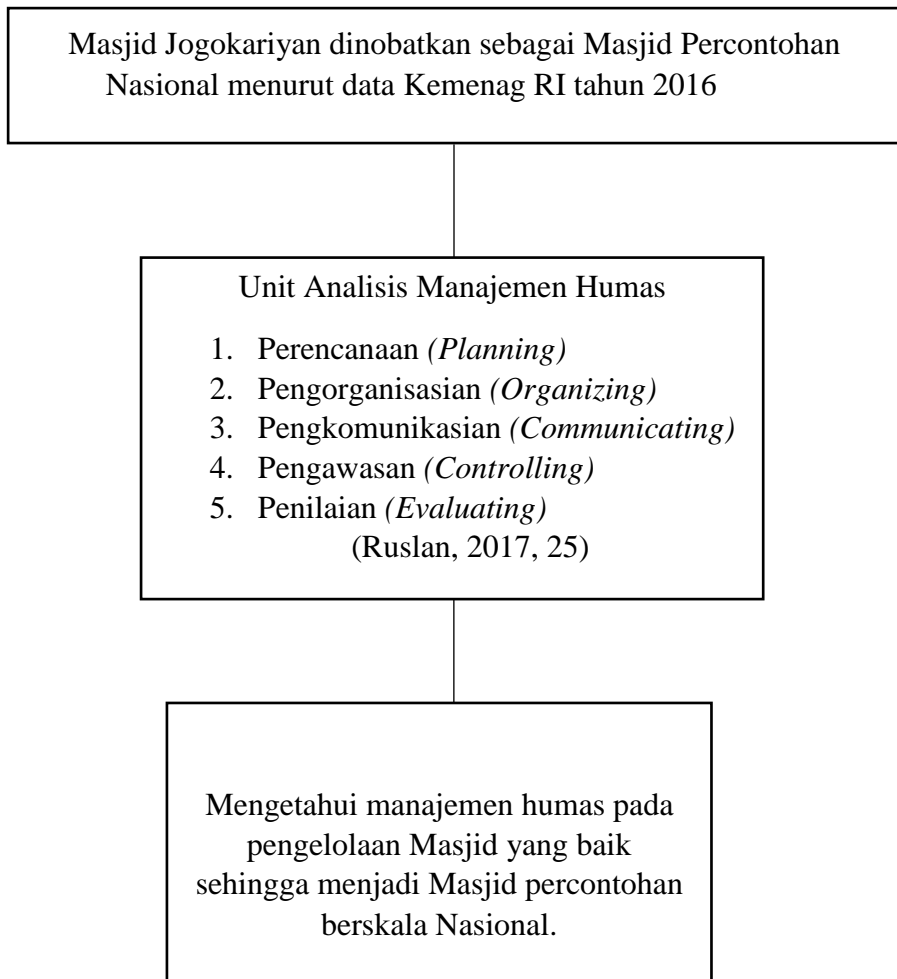 Masjid Jogokariyan dinobatkan sebagai Masjid Percontohan
Nasional menurut data Kemenag RI tahun 2016
Unit Analisis Manajemen Humas
1. Perencanaan (Planning)
2. Pengorganisasian (Organizing)
3. Pengkomunikasian (Communicating)
4. Pengawasan (Controlling)
5. Penilaian (Evaluating)
(Ruslan, 2017, 25)
Mengetahui manajemen humas pada
pengelolaan Masjid yang baik
sehingga menjadi Masjid percontohan
berskala Nasional.